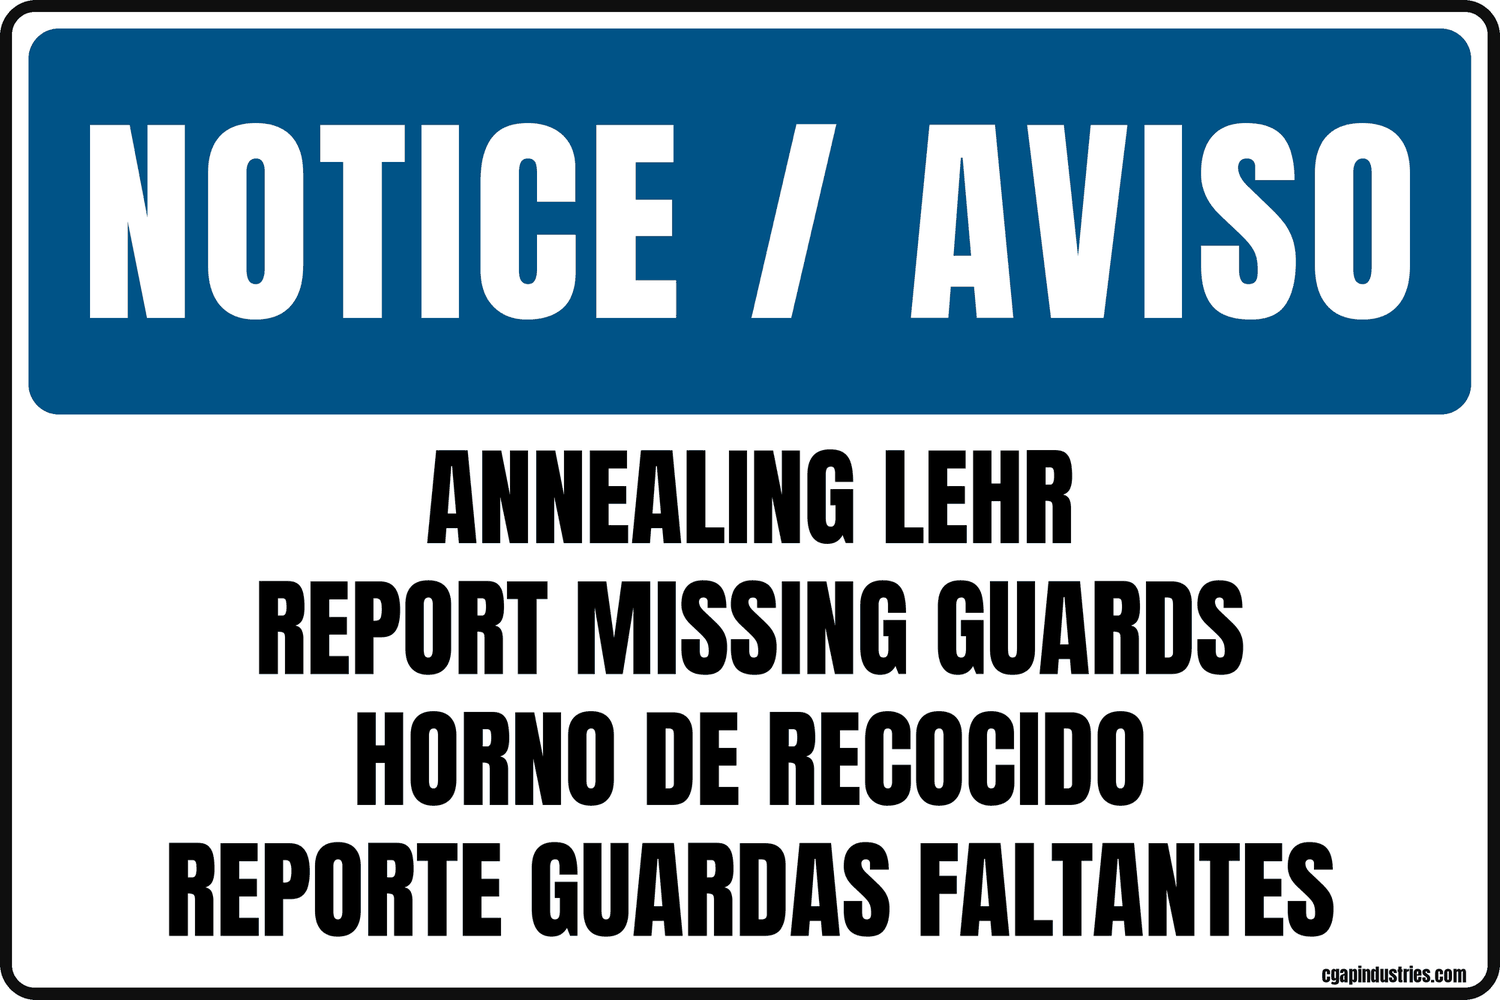 NOTICE / AVISO
ANNEALING LEHR
REPORT MISSING GUARDS
HORNO DE RECOCIDO
REPORTE GUARDAS FALTANTES
cgapindustries.com